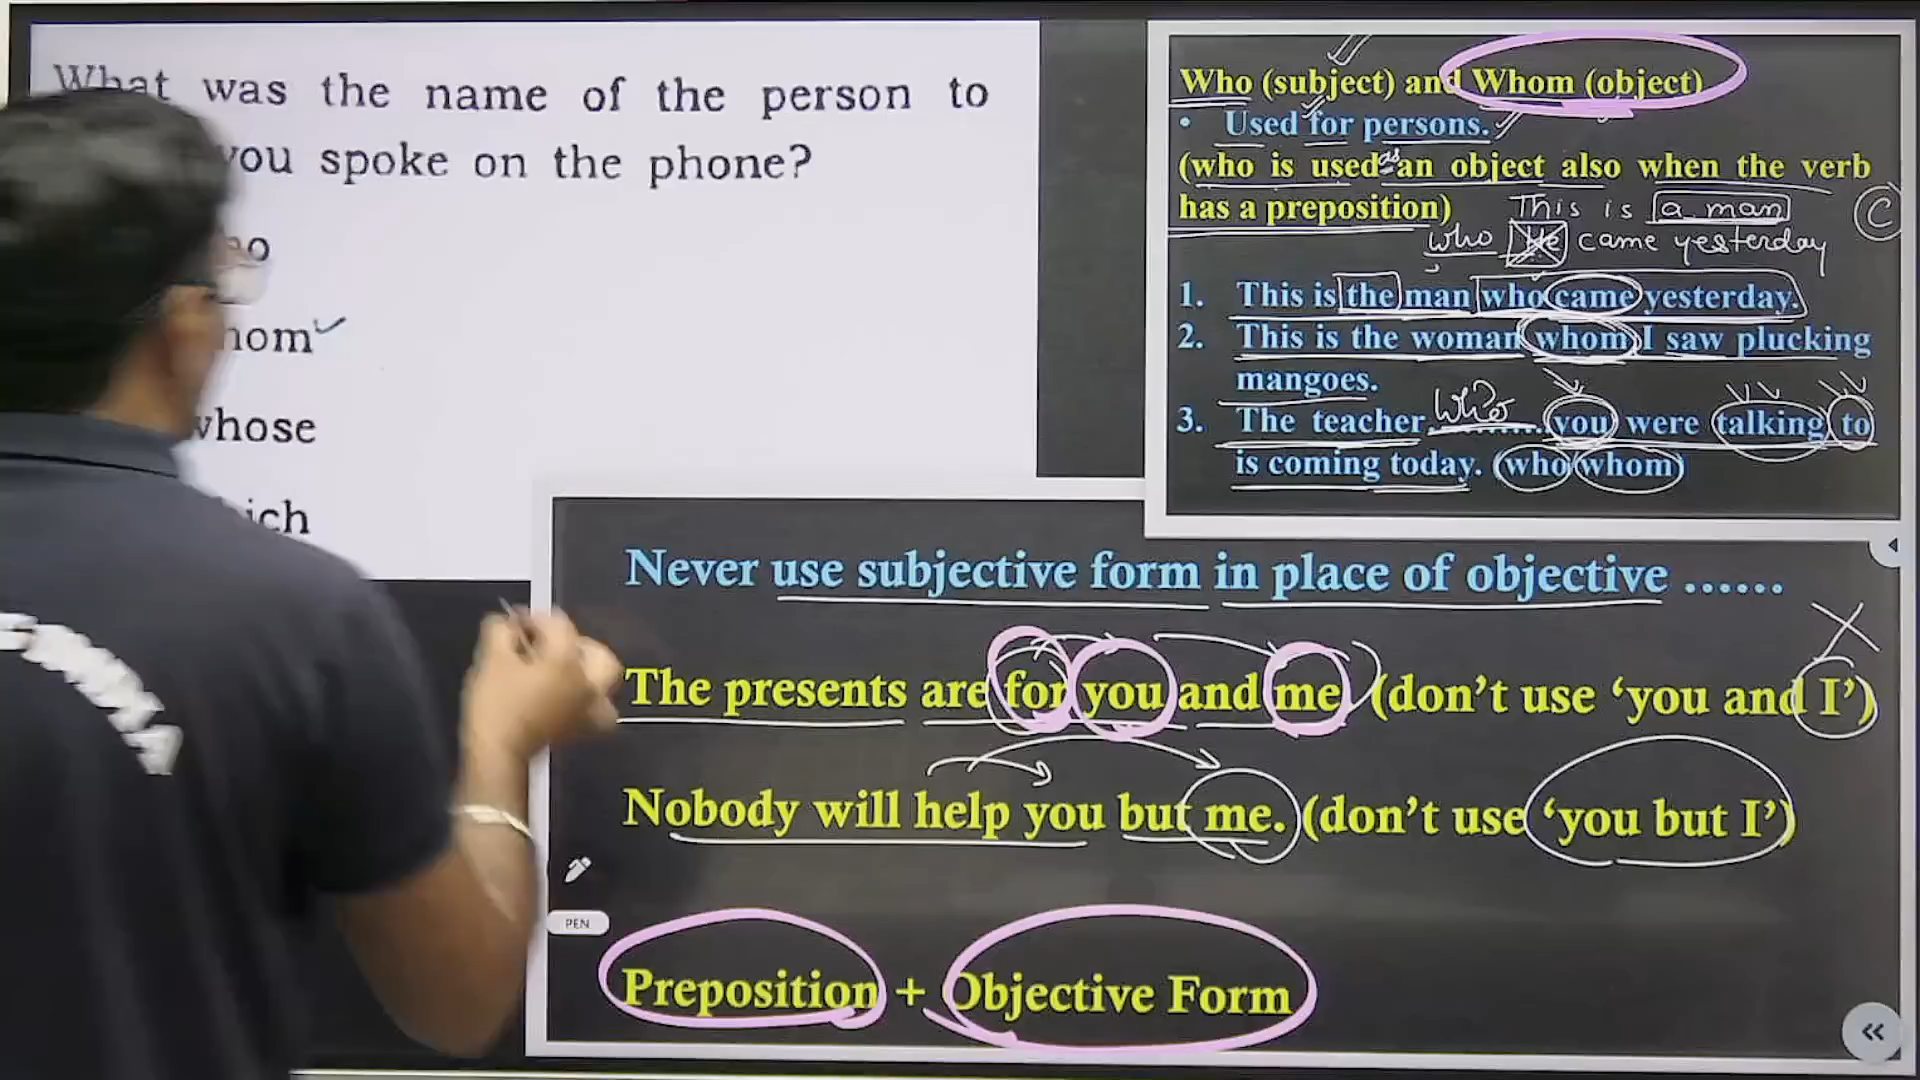 What was the name of the person to
you spoke on the phone?
whose
Who (subject) and Whom (object)
• Used for persons.
(who is used as an object also when the verb
has a preposition) This is a man C
who He came yesterday
1. This is the man who came yesterday.
2. This is the woman whom I saw plucking
mangoes.
3. The teacher who you were talking to
is coming today. (who whom)
Never use subjective form in place of objective ......
The presents are for you and me. (don't use 'you and I')
Nobody will help you but me. (don't use 'you but I')
PEN
Preposition + Objective Form